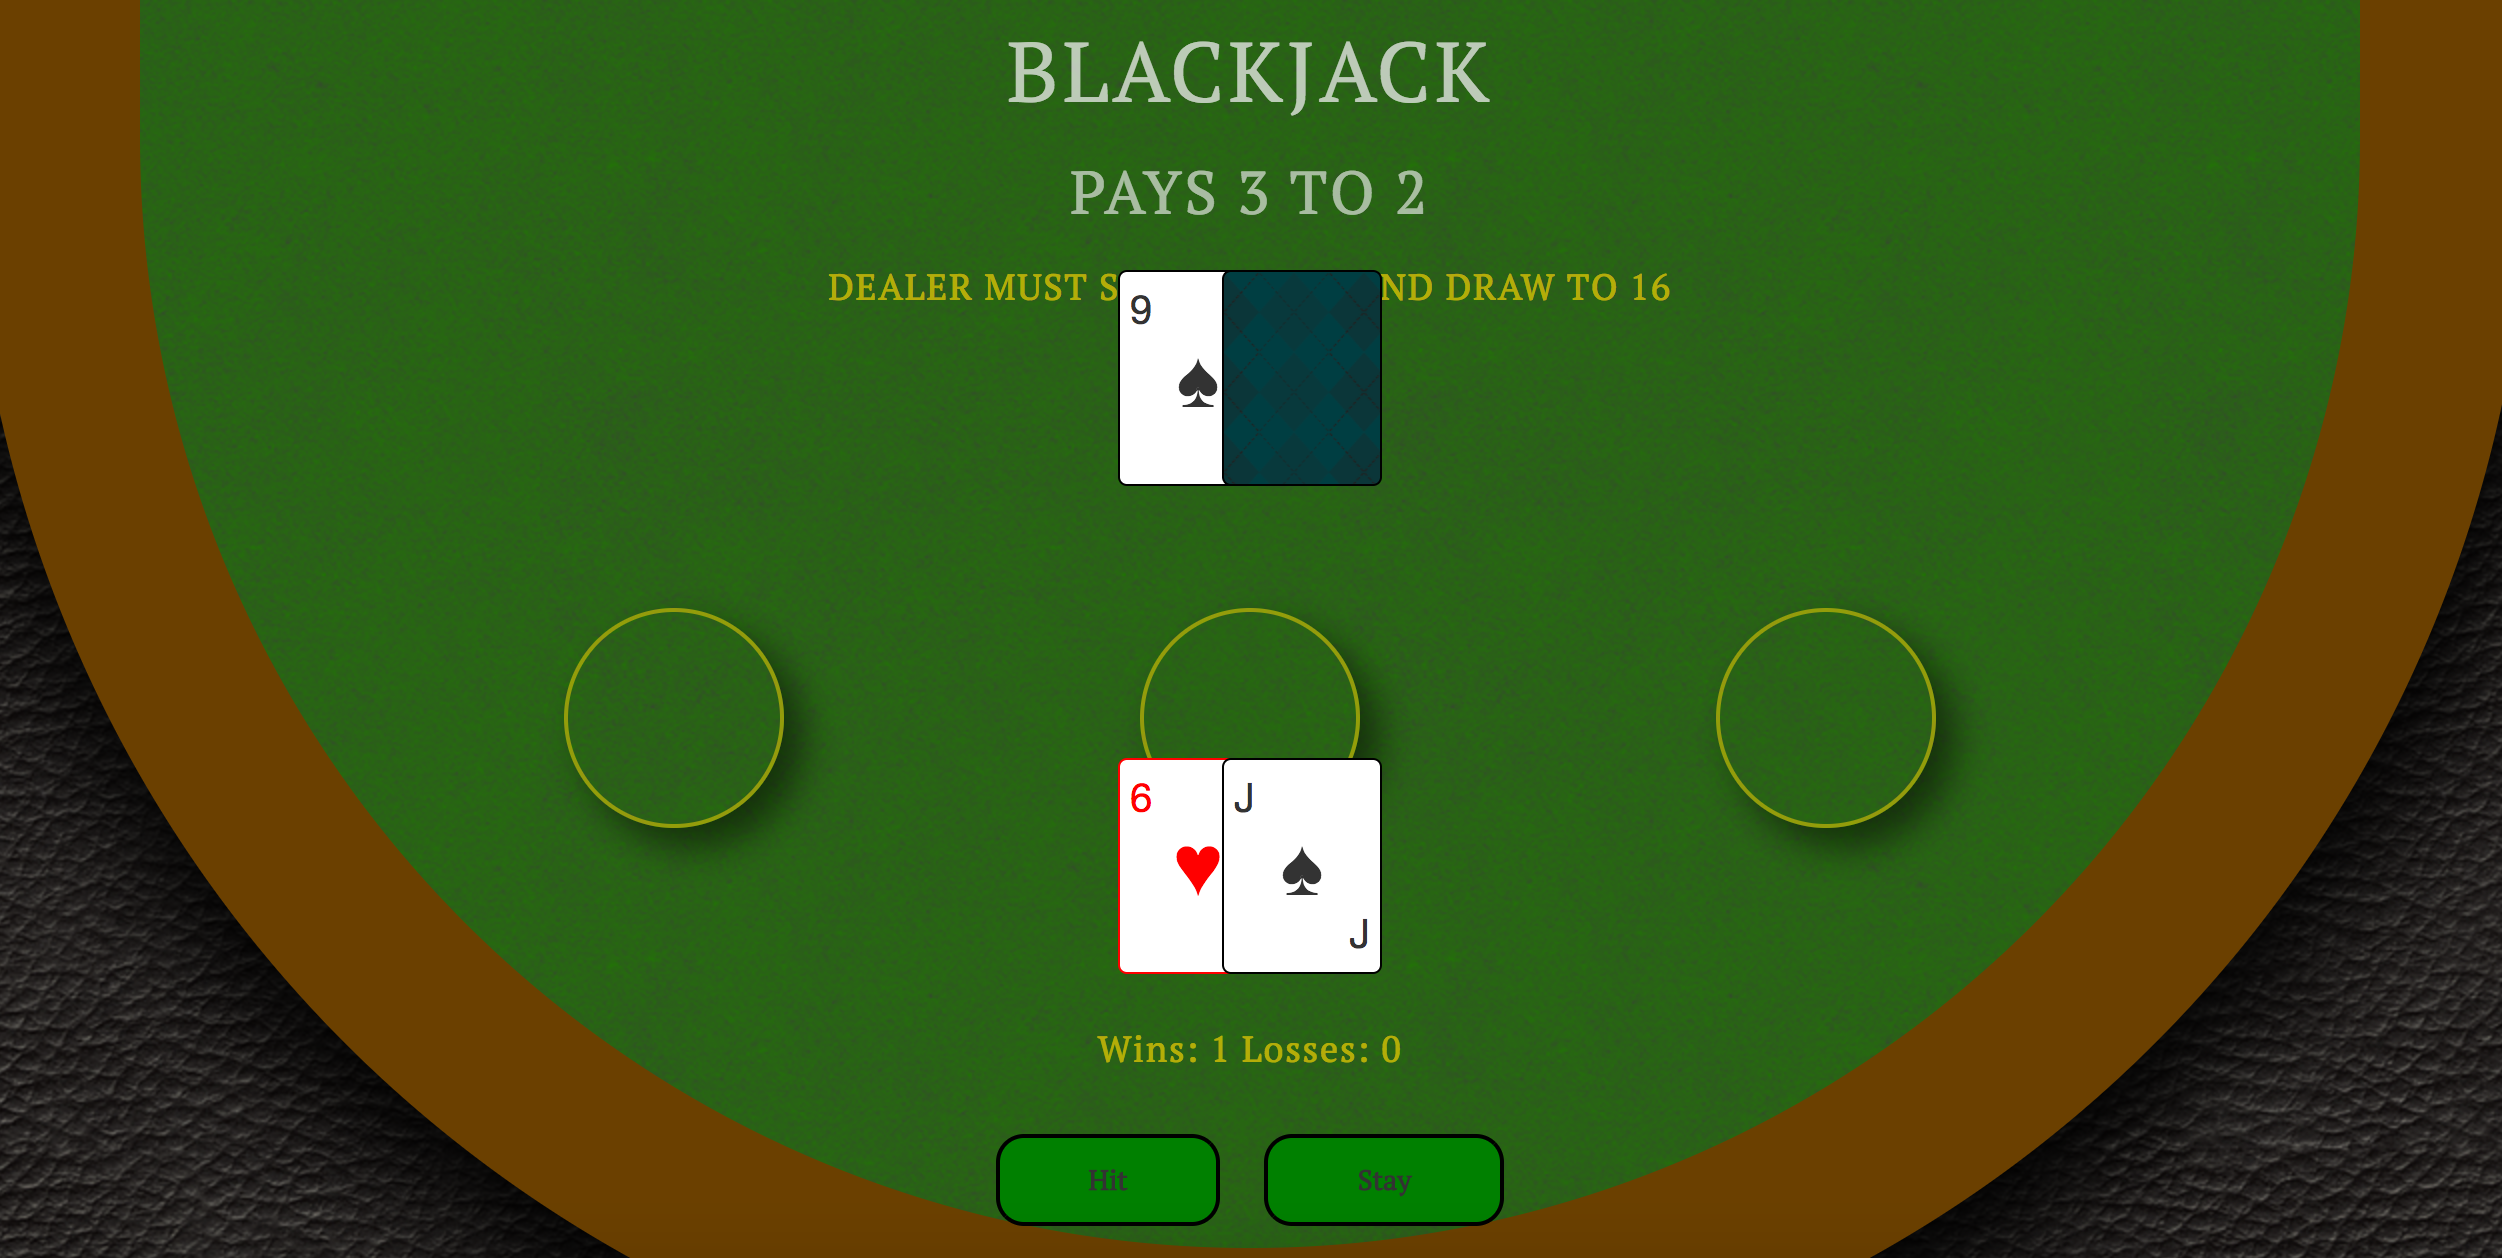 BLACKJACK
PAYS 3 TO 2
DEALER MUST S ND DRAW TO 16
9
6 J
J
Wins: 1 Losses: 0
Hit Stay